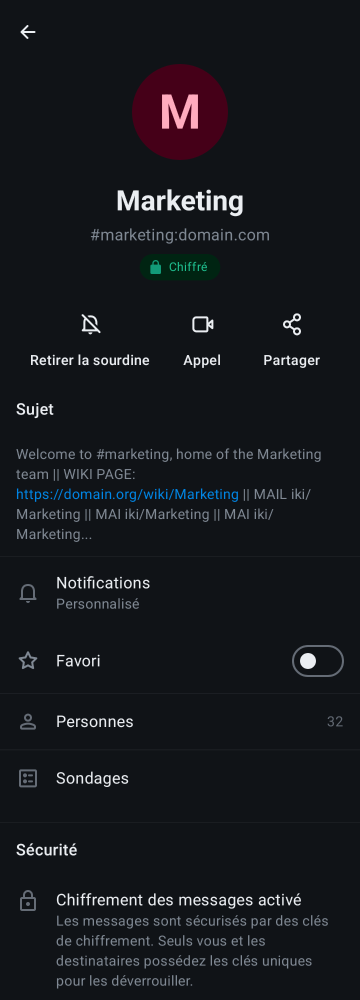 M
Marketing
#marketing:domain.com
Chiffré
Retirer la sourdine
Appel
Partager
Sujet
Welcome to #marketing, home of the Marketing
team || WIKI PAGE:
https://domain.org/wiki/Marketing || MAIL iki/
Marketing || MAI iki/Marketing || MAI iki/
Marketing...
Notifications
Personnalisé
Favori
Personnes 32
Sondages
Sécurité
Chiffrement des messages activé
Les messages sont sécurisés par des clés
de chiffrement. Seuls vous et les
destinataires possédez les clés uniques
pour les déverrouiller.